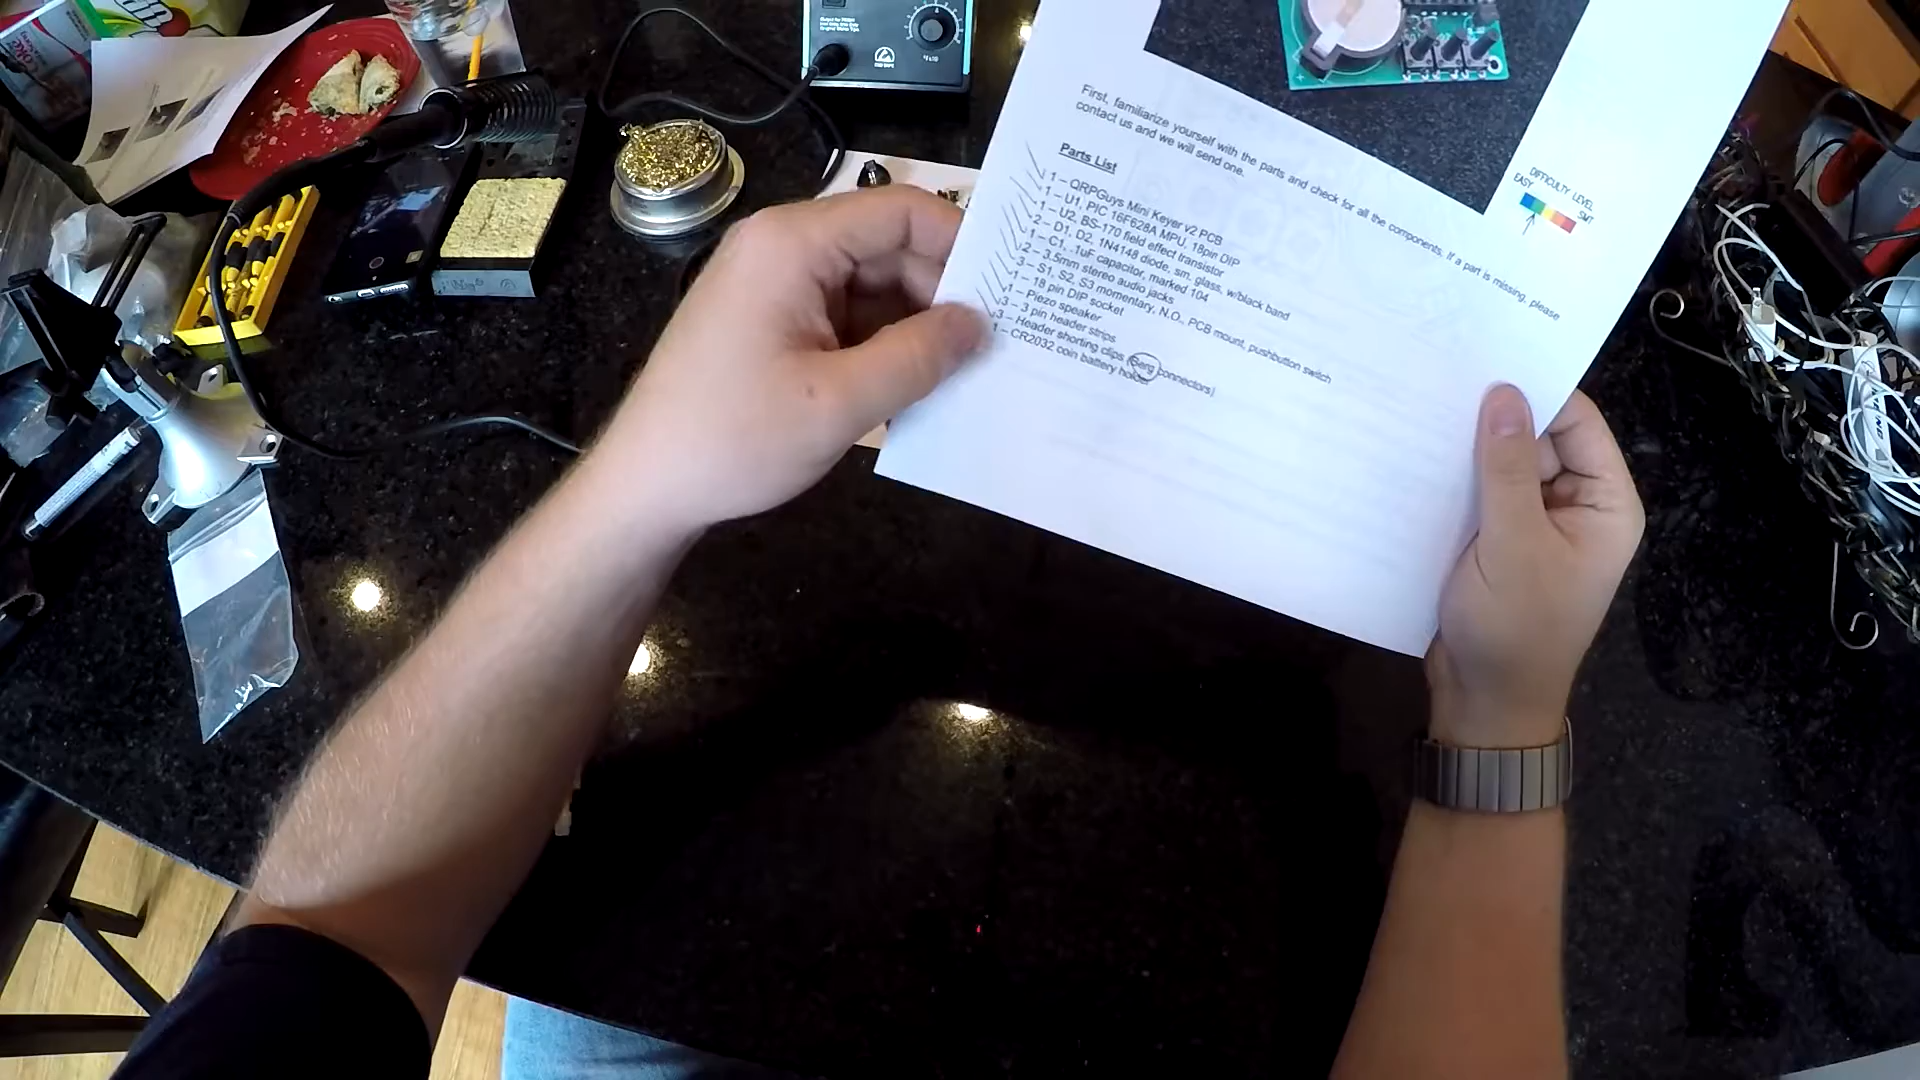 First, familiarize yourself with the parts and check for all the components. If a part is missing, please
contact us and we will send one.
DIFFICULTY LEVEL
EASY SMT
Parts List
1 – QRPGuys Mini Keyer v2 PCB
1 – U1, PIC 16F628A MPU, 18pin DIP
1 – U2, BS-170 field effect transistor
2 – D1, D2, 1N4148 diode, sm. glass, w/black band
1 – C1, .1uF capacitor, marked 104
2 – 3.5mm stereo audio jacks
3 – S1, S2, S3 momentary, N.O., PCB mount, pushbutton switch
1 – 18 pin DIP socket
1 – Piezo speaker
3 – 3 pin header strips
3 – Header shorting clips (Berg connectors)
1 – CR2032 coin battery holder